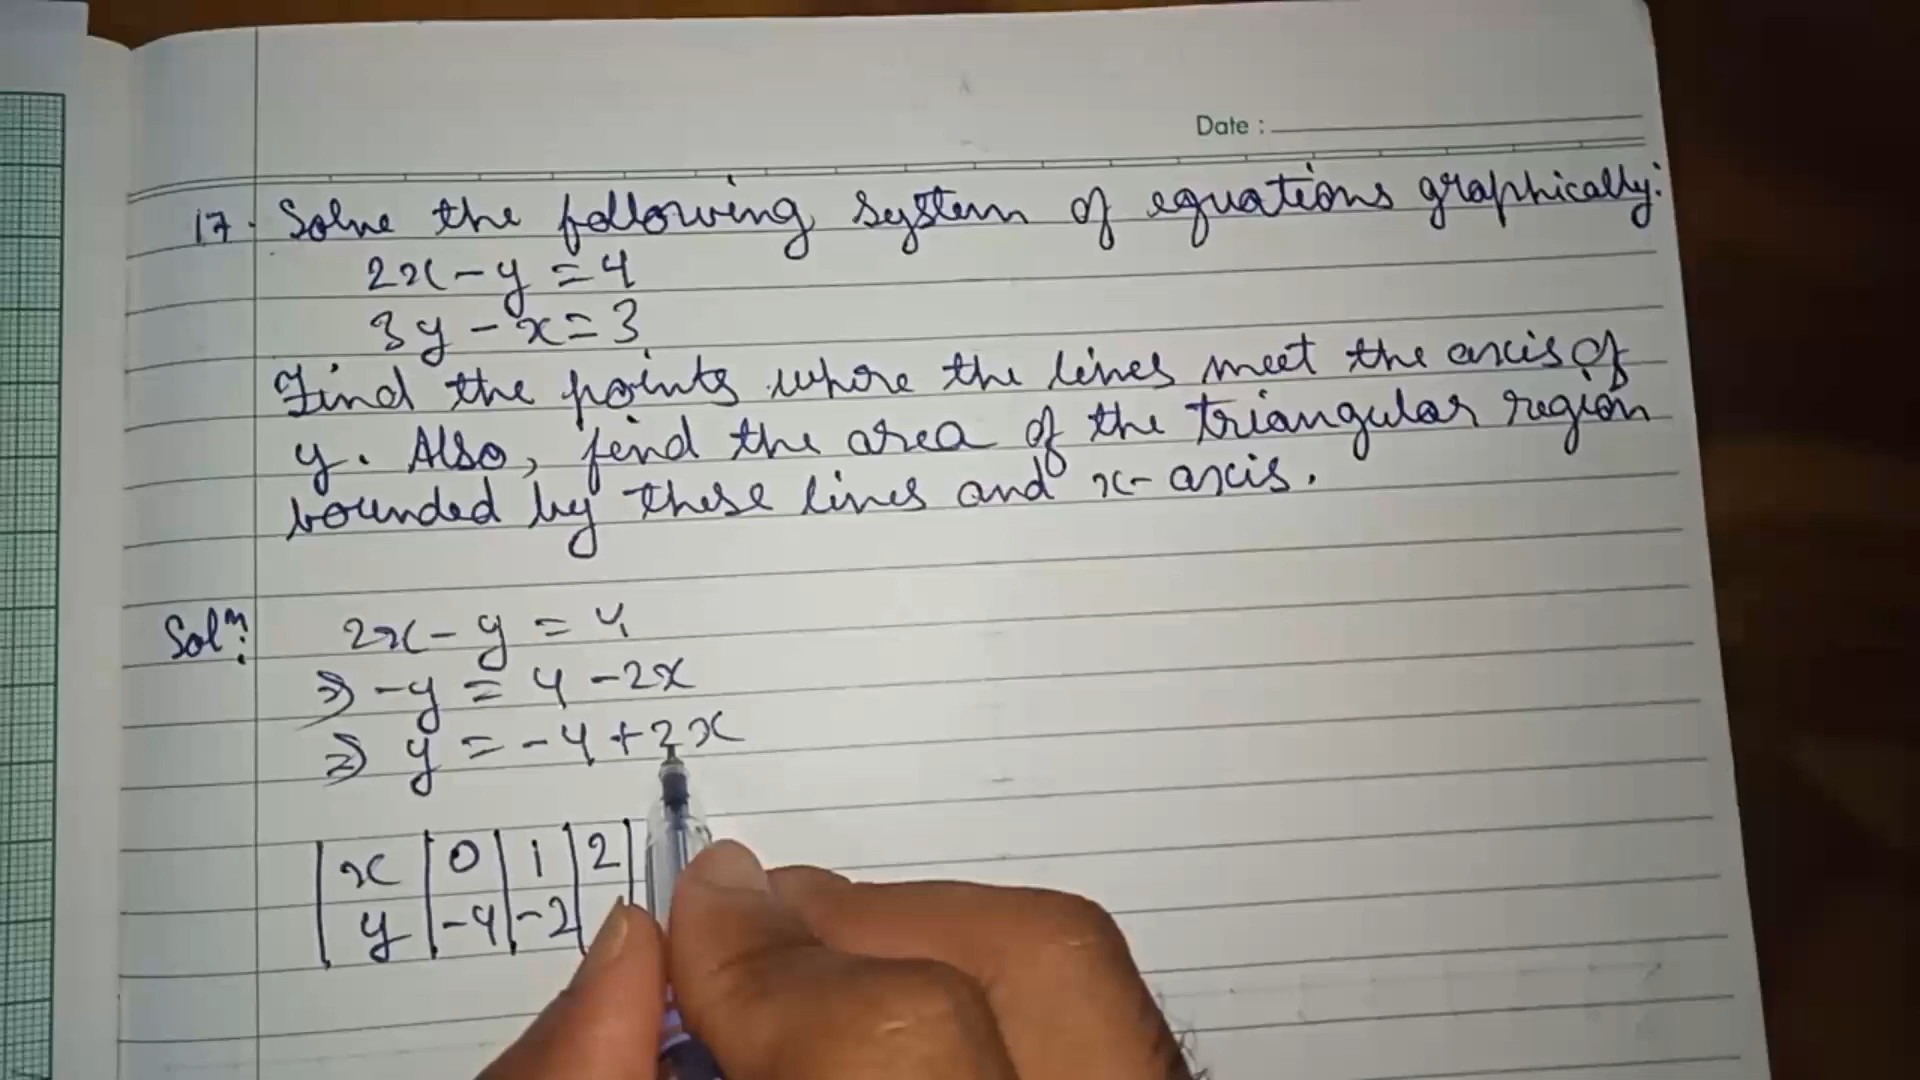 Date :
17. Solve the following system of equations graphically:
2x - y = 4
3y - x = 3
Find the points where the lines meet the axis of
y. Also, find the area of the triangular region
bounded by these lines and x-axis.
Solⁿ: 2x - y = 4
⇒ -y = 4 - 2x
⇒ y = -4 + 2x
x 0 1 2
y -4 -2